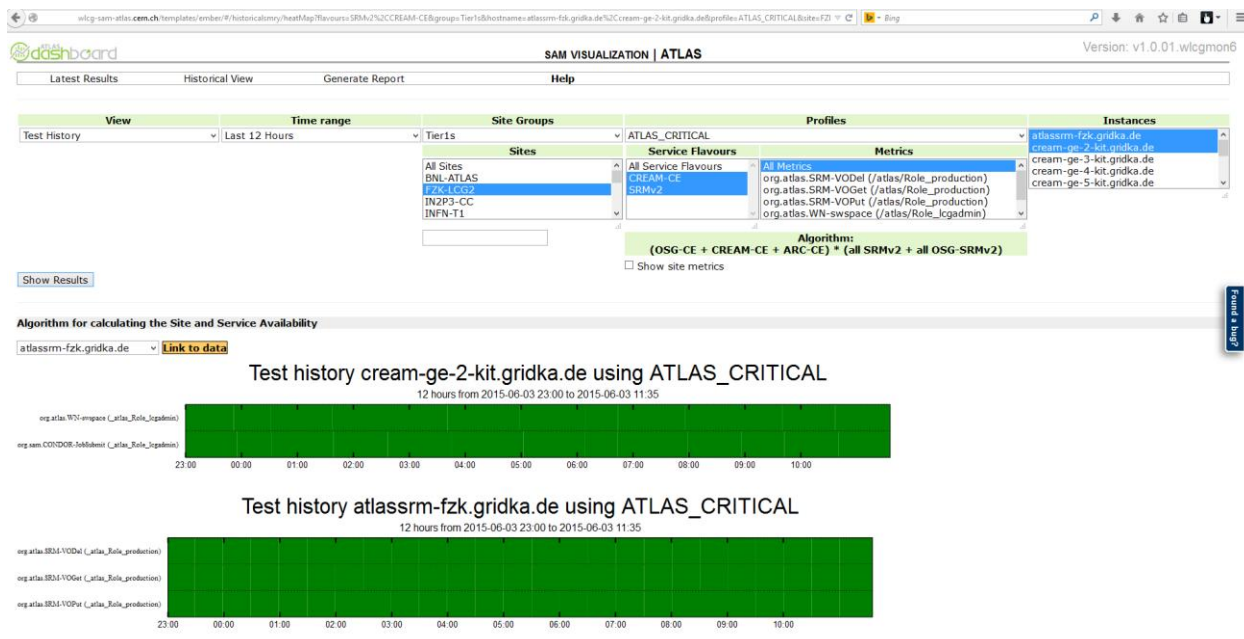 wlcg-sam-atlas.cern.ch/templates/ember/#/historicalsmry/heatMap?flavours=SRMv2%2CCREAM-CE&group=Tier1s&hostname=atlassrm-fzk.gridka.de%2Ccream-ge-2-kit.gridka.de&profile=ATLAS_CRITICAL&site=FZI
Bing
ATLAS
dashboard
SAM VISUALIZATION | ATLAS
Version: v1.0.01.wlcgmon6
Latest Results Historical View Generate Report Help
View Time range Site Groups Profiles Instances
Test History Last 12 Hours Tier1s ATLAS_CRITICAL atlassrm-fzk.gridka.de
cream-ge-2-kit.gridka.de
cream-ge-3-kit.gridka.de
cream-ge-4-kit.gridka.de
cream-ge-5-kit.gridka.de
Sites Service Flavours Metrics
All Sites All Service Flavours All Metrics
BNL-ATLAS CREAM-CE org.atlas.SRM-VODel (/atlas/Role_production)
FZK-LCG2 SRMv2 org.atlas.SRM-VOGet (/atlas/Role_production)
IN2P3-CC org.atlas.SRM-VOPut (/atlas/Role_production)
INFN-T1 org.atlas.WN-swspace (/atlas/Role_lcgadmin)
Algorithm:
(OSG-CE + CREAM-CE + ARC-CE) * (all SRMv2 + all OSG-SRMv2)
Show site metrics
Show Results
Found a bug?
Algorithm for calculating the Site and Service Availability
atlassrm-fzk.gridka.de Link to data
Test history cream-ge-2-kit.gridka.de using ATLAS_CRITICAL
12 hours from 2015-06-03 23:00 to 2015-06-03 11:35
org.atlas.WN-swspace (_atlas_Role_lcgadmin)
org.sam.CONDOR-JobSubmit (_atlas_Role_lcgadmin)
23:00 00:00 01:00 02:00 03:00 04:00 05:00 06:00 07:00 08:00 09:00 10:00
Test history atlassrm-fzk.gridka.de using ATLAS_CRITICAL
12 hours from 2015-06-03 23:00 to 2015-06-03 11:35
org.atlas.SRM-VODel (_atlas_Role_production)
org.atlas.SRM-VOGet (_atlas_Role_production)
org.atlas.SRM-VOPut (_atlas_Role_production)
23:00 00:00 01:00 02:00 03:00 04:00 05:00 06:00 07:00 08:00 09:00 10:00